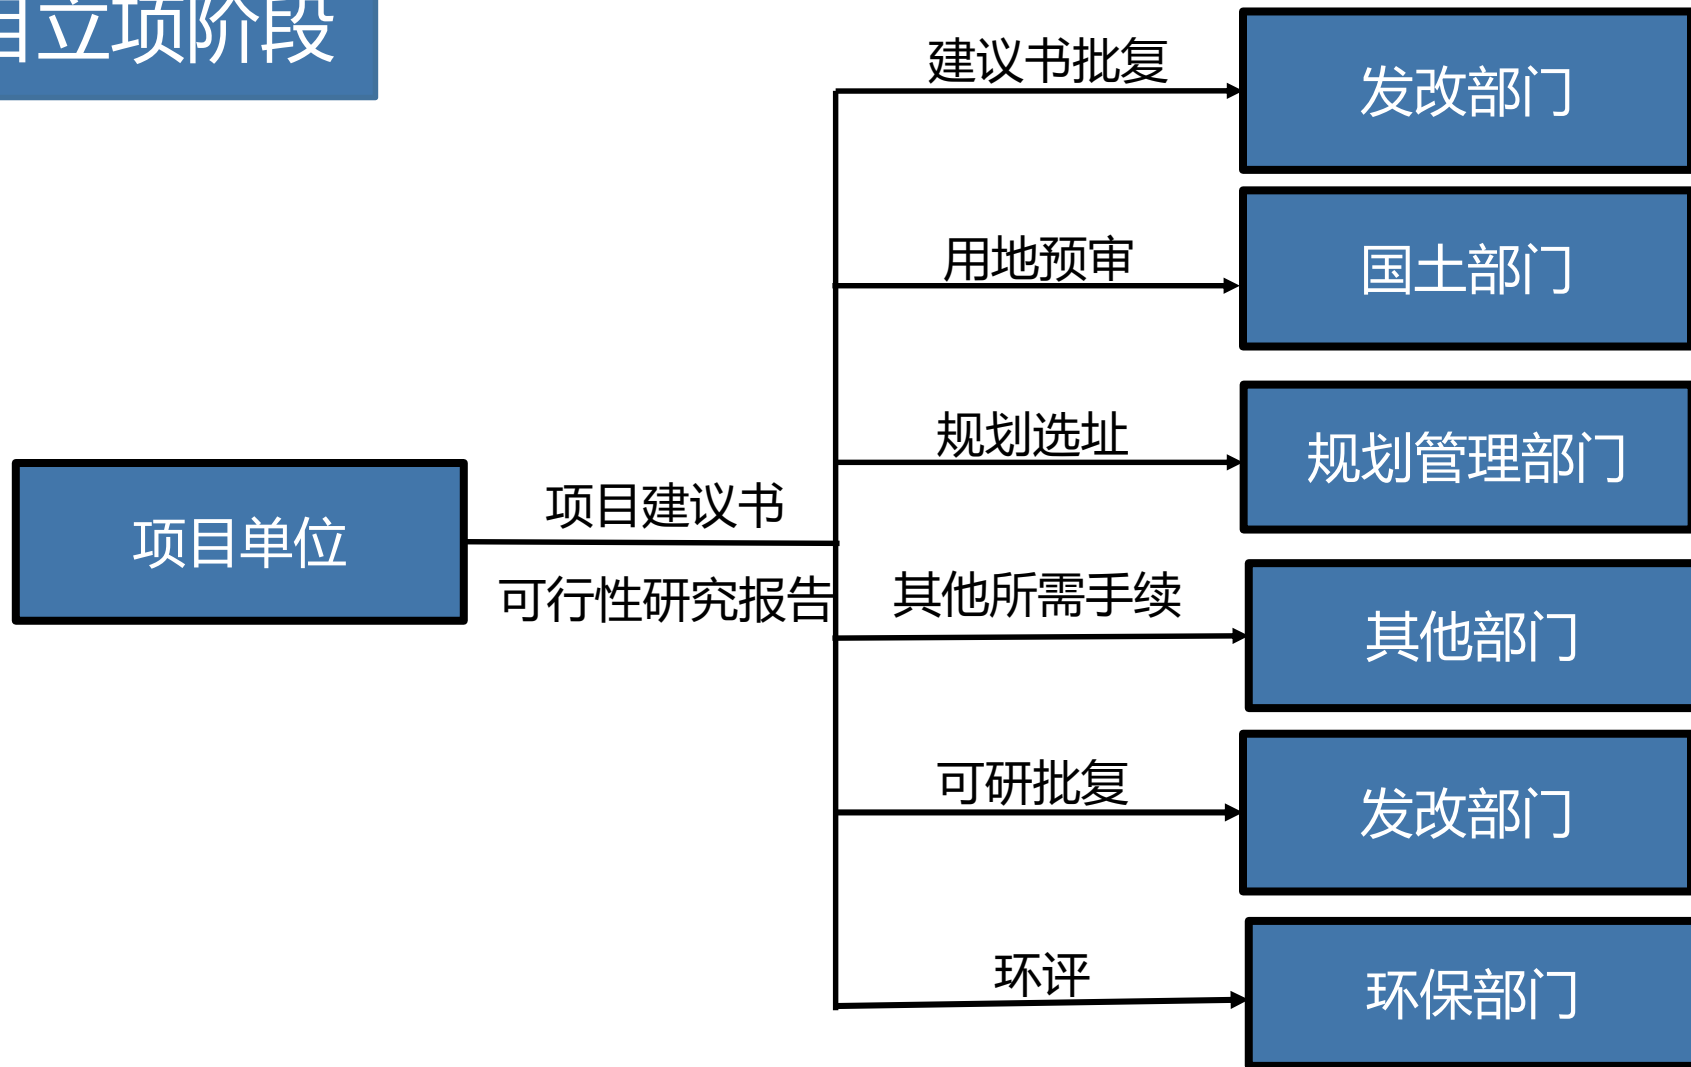 目立项阶段
建议书批复
发改部门
用地预审
国土部门
规划选址
规划管理部门
项目单位
项目建议书
可行性研究报告
其他所需手续
其他部门
可研批复
发改部门
环评
环保部门